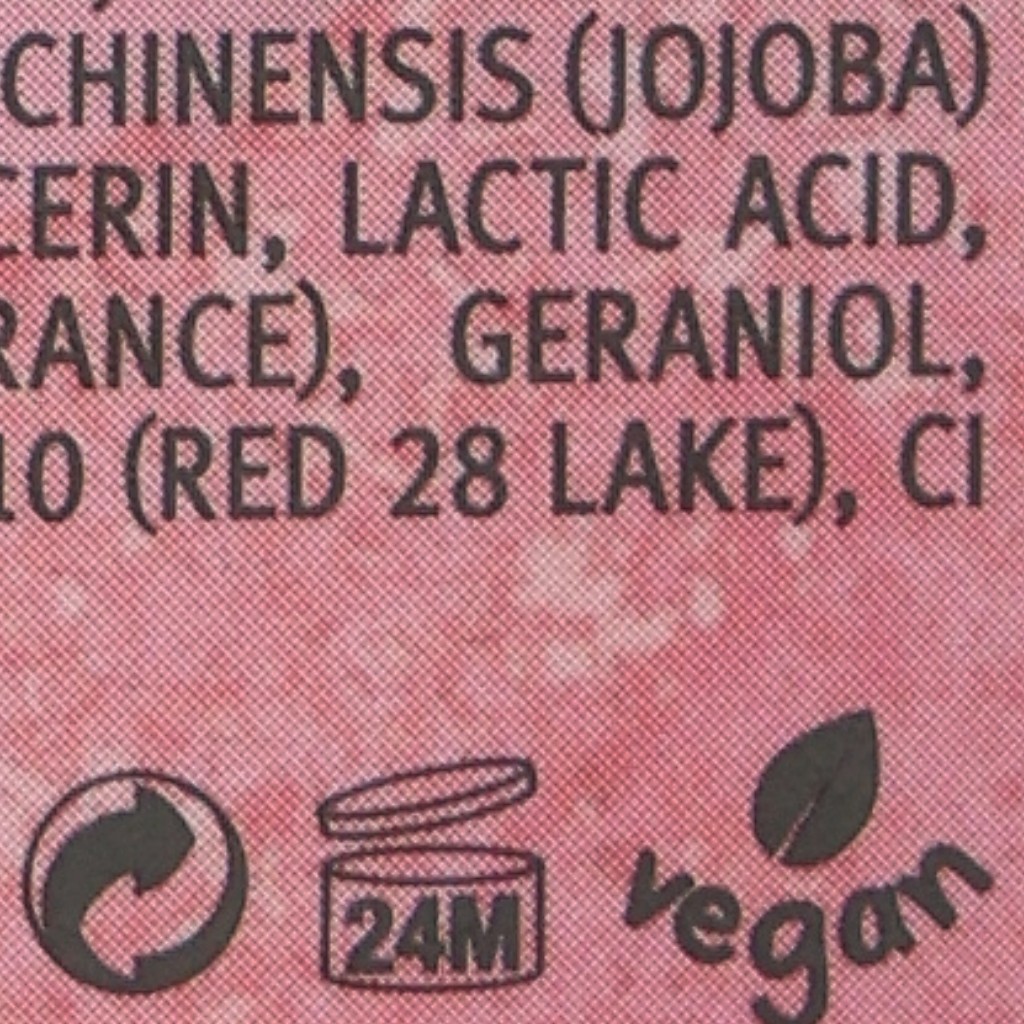 CHINENSIS (JOJOBA)
CERIN, LACTIC ACID,
RANCE), GERANIOL,
10 (RED 28 LAKE), CI
24M
vegan